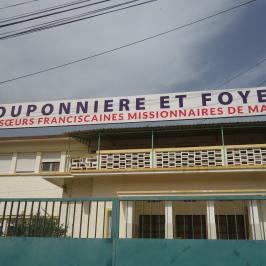 OUPONNIERE ET FOYE
SŒURS FRANCISCAINES MISSIONNAIRES DE MA